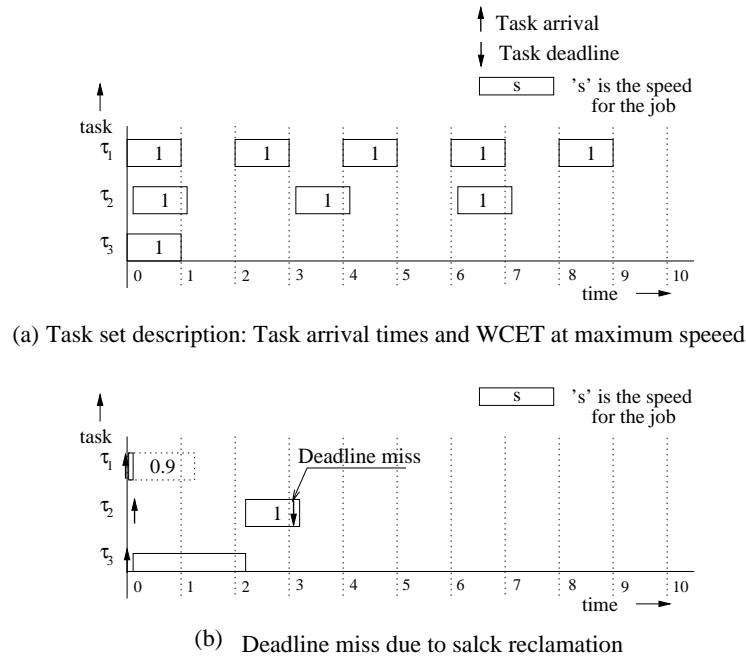 Task arrival
Task deadline
s
's' is the speed
for the job
task
τ1 1 1 1 1 1
τ2 1 1 1
τ3 1
0 1 2 3 4 5 6 7 8 9 10
time
(a) Task set description: Task arrival times and WCET at maximum speeed
s
's' is the speed
for the job
task
τ1 0.9
Deadline miss
τ2 1
τ3
0 1 2 3 4 5 6 7 8 9 10
time
(b) Deadline miss due to salck reclamation